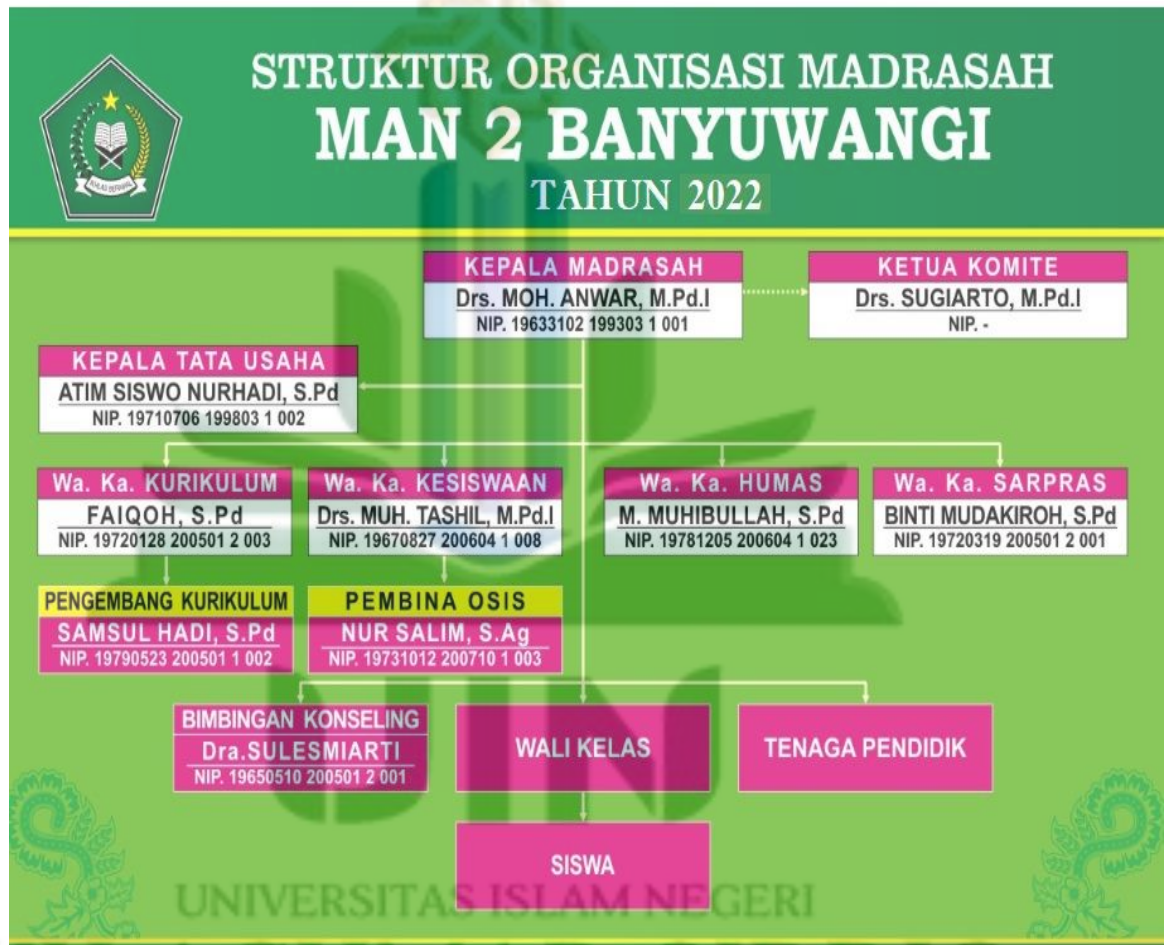 STRUKTUR ORGANISASI MADRASAH
MAN 2 BANYUWANGI
TAHUN 2022
IKHLAS BERAMAL
KEPALA MADRASAH
Drs. MOH. ANWAR, M.Pd.I
NIP. 19633102 199303 1 001
KETUA KOMITE
Drs. SUGIARTO, M.Pd.I
NIP. -
KEPALA TATA USAHA
ATIM SISWO NURHADI, S.Pd
NIP. 19710706 199803 1 002
Wa. Ka. KURIKULUM
FAIQOH, S.Pd
NIP. 19720128 200501 2 003
Wa. Ka. KESISWAAN
Drs. MUH. TASHIL, M.Pd.I
NIP. 19670827 200604 1 008
Wa. Ka. HUMAS
M. MUHIBULLAH, S.Pd
NIP. 19781205 200604 1 023
Wa. Ka. SARPRAS
BINTI MUDAKIROH, S.Pd
NIP. 19720319 200501 2 001
PENGEMBANG KURIKULUM
SAMSUL HADI, S.Pd
NIP. 19790523 200501 1 002
PEMBINA OSIS
NUR SALIM, S.Ag
NIP. 19731012 200710 1 003
BIMBINGAN KONSELING
Dra.SULESMIARTI
NIP. 19650510 200501 2 001
WALI KELAS
TENAGA PENDIDIK
SISWA
UIN
UNIVERSITAS ISLAM NEGERI